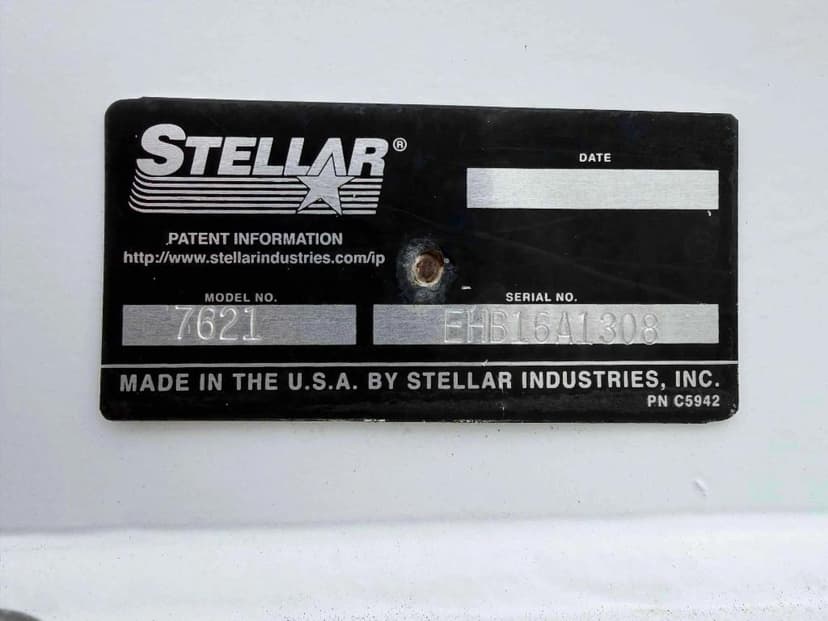 STELLAR®
DATE
PATENT INFORMATION
http://www.stellarindustries.com/ip
MODEL NO.
SERIAL NO.
7621
EHB16A1308
MADE IN THE U.S.A. BY STELLAR INDUSTRIES, INC.
PN C5942